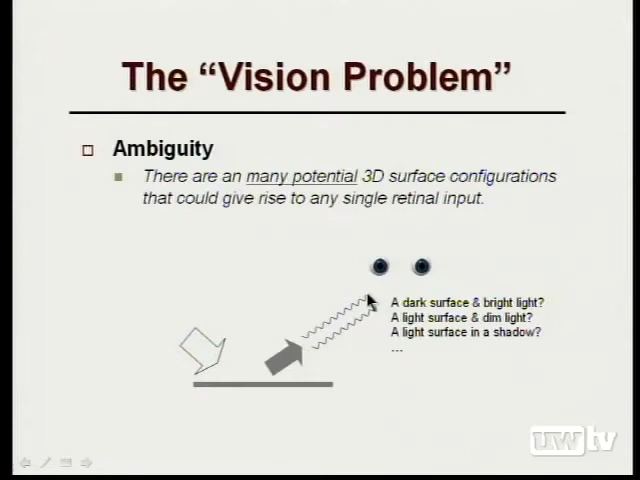 The “Vision Problem”
Ambiguity
There are an many potential 3D surface configurations
that could give rise to any single retinal input.
A dark surface & bright light?
A light surface & dim light?
A light surface in a shadow?
...
uwtv